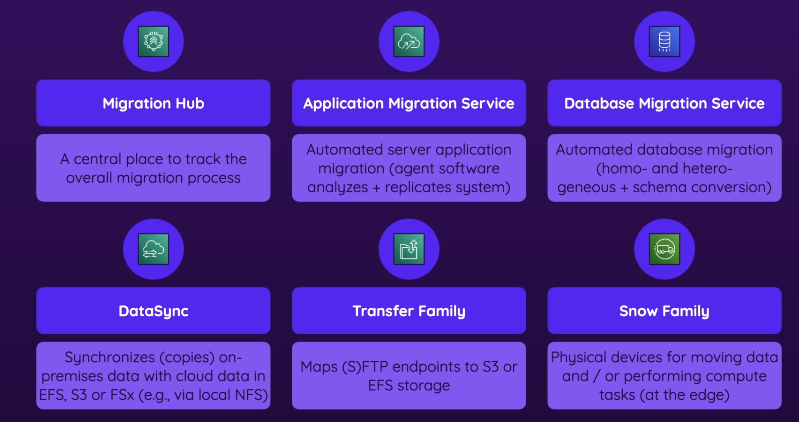 Migration Hub
A central place to track the
overall migration process
Application Migration Service
Automated server application
migration (agent software
analyzes + replicates system)
Database Migration Service
Automated database migration
(homo- and hetero-
geneous + schema conversion)
DataSync
Synchronizes (copies) on-
premises data with cloud data in
EFS, S3 or FSx (e.g., via local NFS)
Transfer Family
Maps (S)FTP endpoints to S3 or
EFS storage
Snow Family
Physical devices for moving data
and / or performing compute
tasks (at the edge)